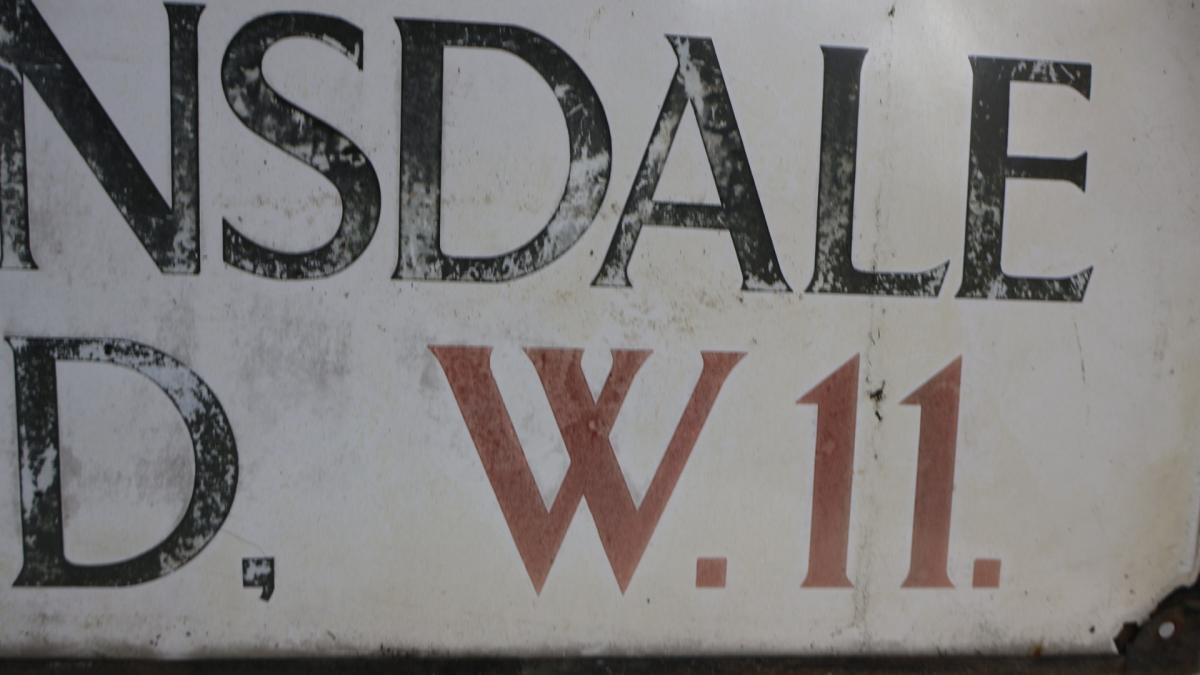 NSDALE
D, W.11.